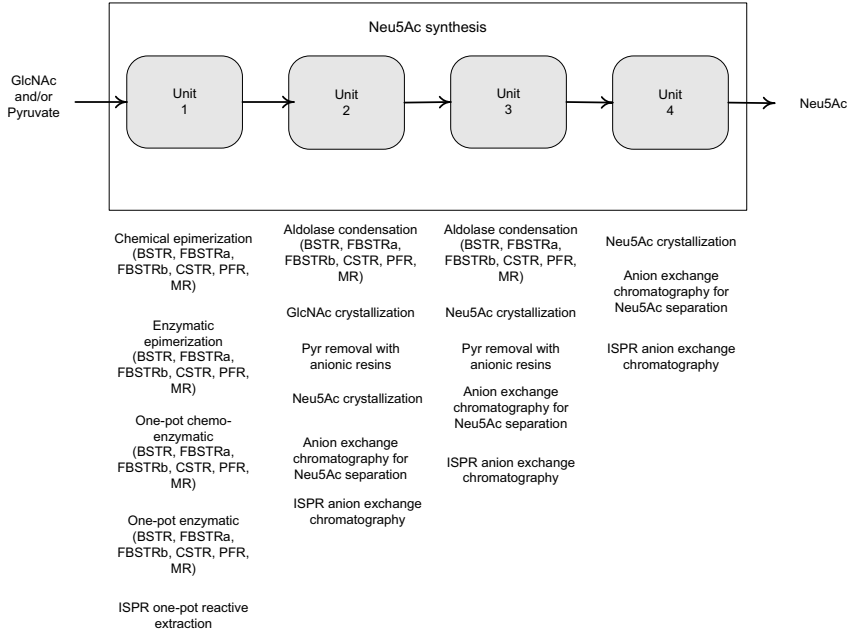 Neu5Ac synthesis
GlcNAc
and/or
Pyruvate
Unit
1
Unit
2
Unit
3
Unit
4
Neu5Ac
Chemical epimerization
(BSTR, FBSTRa,
FBSTRb, CSTR, PFR,
MR)
Enzymatic
epimerization
(BSTR, FBSTRa,
FBSTRb, CSTR, PFR,
MR)
One-pot chemo-
enzymatic
(BSTR, FBSTRa,
FBSTRb, CSTR, PFR,
MR)
One-pot enzymatic
(BSTR, FBSTRa,
FBSTRb, CSTR, PFR,
MR)
ISPR one-pot reactive
extraction
Aldolase condensation
(BSTR, FBSTRa,
FBSTRb, CSTR, PFR,
MR)
GlcNAc crystallization
Pyr removal with
anionic resins
Neu5Ac crystallization
Anion exchange
chromatography for
Neu5Ac separation
ISPR anion exchange
chromatography
Aldolase condensation
(BSTR, FBSTRa,
FBSTRb, CSTR, PFR,
MR)
Neu5Ac crystallization
Pyr removal with
anionic resins
Anion exchange
chromatography for
Neu5Ac separation
ISPR anion exchange
chromatography
Neu5Ac crystallization
Anion exchange
chromatography for
Neu5Ac separation
ISPR anion exchange
chromatography